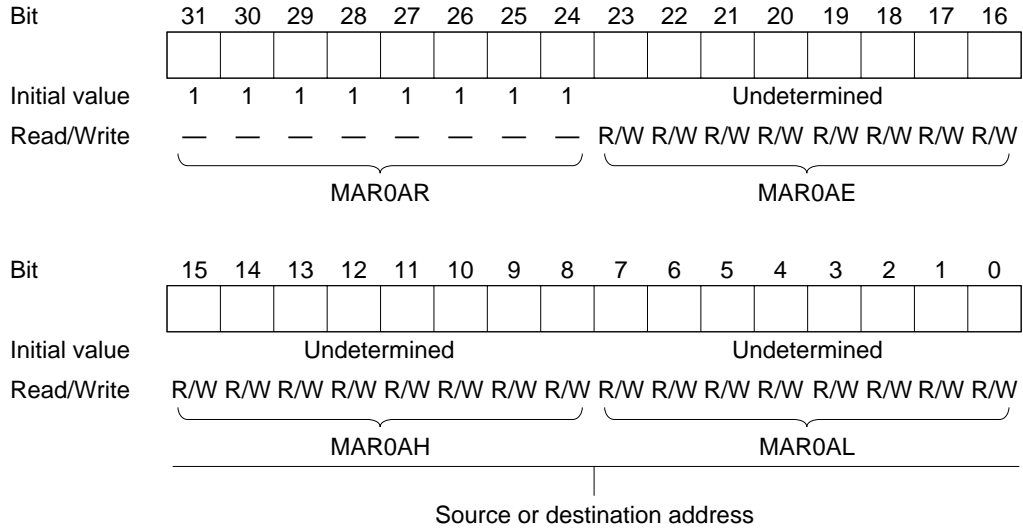 Bit 31 30 29 28 27 26 25 24 23 22 21 20 19 18 17 16
Initial value 1 1 1 1 1 1 1 1 Undetermined
Read/Write — — — — — — — — R/W R/W R/W R/W R/W R/W R/W R/W
MAR0AR MAR0AE
Bit 15 14 13 12 11 10 9 8 7 6 5 4 3 2 1 0
Initial value Undetermined Undetermined
Read/Write R/W R/W R/W R/W R/W R/W R/W R/W R/W R/W R/W R/W R/W R/W R/W R/W
MAR0AH MAR0AL
Source or destination address